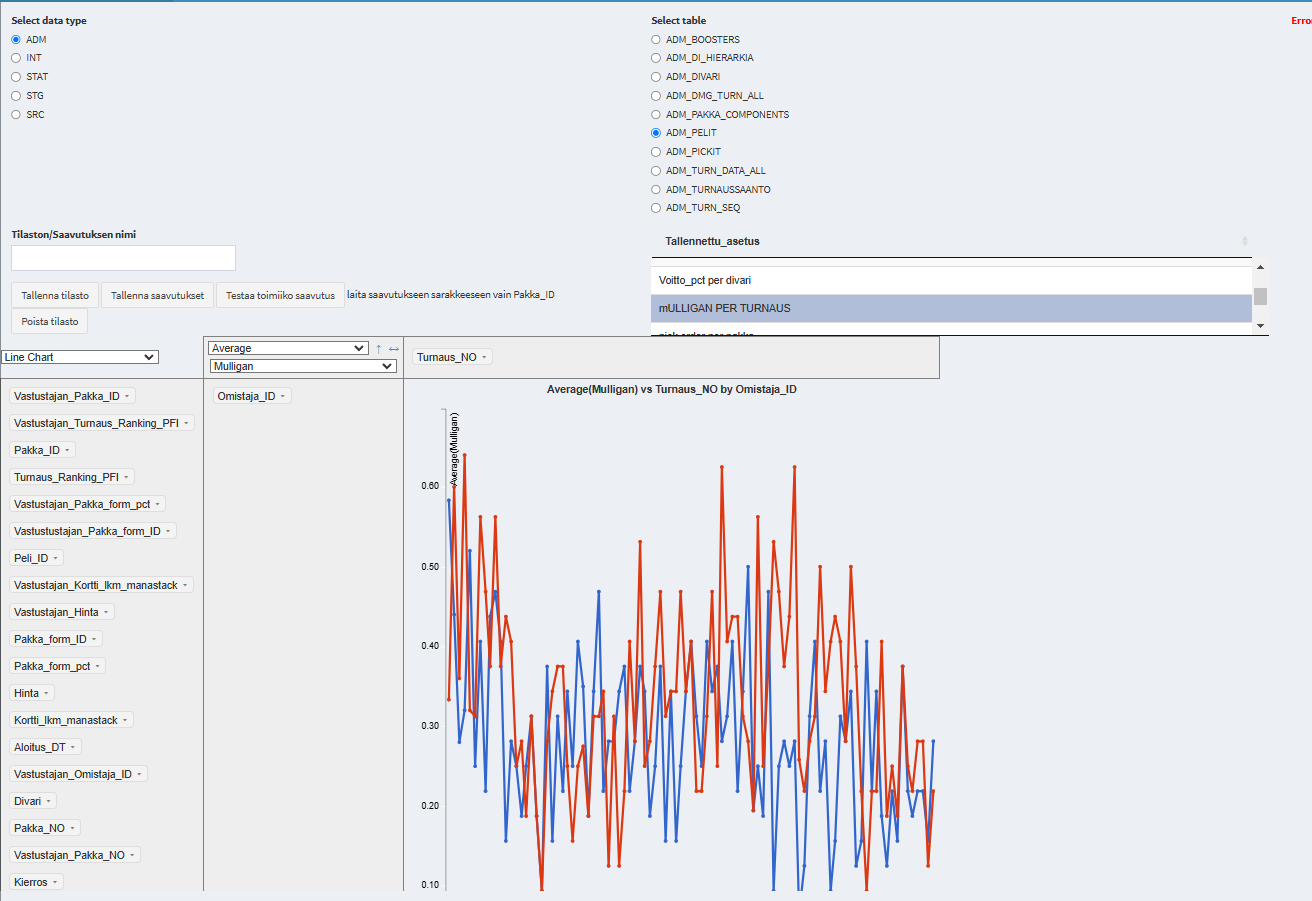 Select data type
ADM
INT
STAT
STG
SRC
Select table
ADM_BOOSTERS
ADM_DI_HIERARKIA
ADM_DIVARI
ADM_DMG_TURN_ALL
ADM_PAKKA_COMPONENTS
ADM_PELIT
ADM_PICKIT
ADM_TURN_DATA_ALL
ADM_TURNAUSSAANTO
ADM_TURN_SEQ
Erro
Tilaston/Saavutuksen nimi
Tallenna tilasto
Tallenna saavutukset
Testaa toimiiko saavutus
laita saavutukseen sarakkeeseen vain Pakka_ID
Poista tilasto
Tallennettu_asetus
Voitto_pct per divari
mULLIGAN PER TURNAUS
Line Chart
Average
↑ ↔
Mulligan
Turnaus_NO
Vastustajan_Pakka_ID
Vastustajan_Turnaus_Ranking_PFI
Pakka_ID
Turnaus_Ranking_PFI
Vastustajan_Pakka_form_pct
Vastustustajan_Pakka_form_ID
Peli_ID
Vastustajan_Kortti_lkm_manastack
Vastustajan_Hinta
Pakka_form_ID
Pakka_form_pct
Hinta
Kortti_lkm_manastack
Aloitus_DT
Vastustajan_Omistaja_ID
Divari
Pakka_NO
Vastustajan_Pakka_NO
Kierros
Omistaja_ID
Average(Mulligan) vs Turnaus_NO by Omistaja_ID
Average(Mulligan)
0.60
0.50
0.40
0.30
0.20
0.10